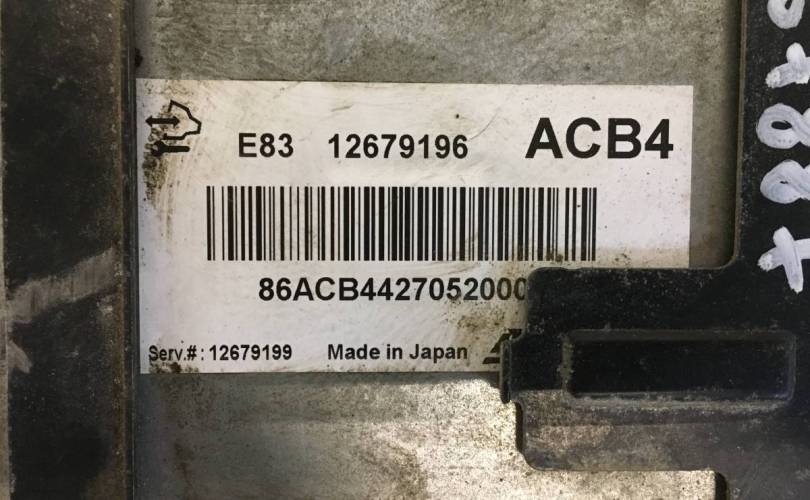 E83 12679196 ACB4
86ACB4427052000
Serv.#: 12679199 Made in Japan